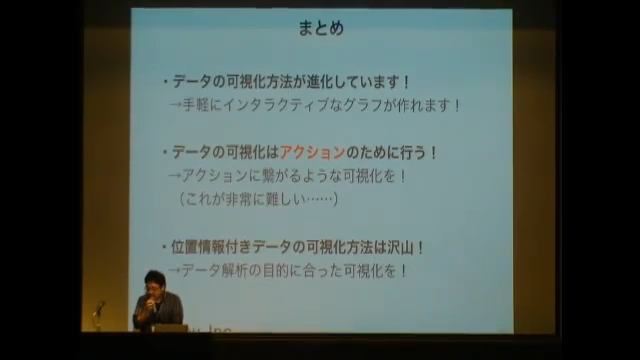 まとめ
・データの可視化方法が進化しています！
→手軽にインタラクティブなグラフが作れます！
・データの可視化はアクションのために行う！
→アクションに繋がるような可視化を！
（これが非常に難しい……）
・位置情報付きデータの可視化方法は沢山！
→データ解析の目的に合った可視化を！